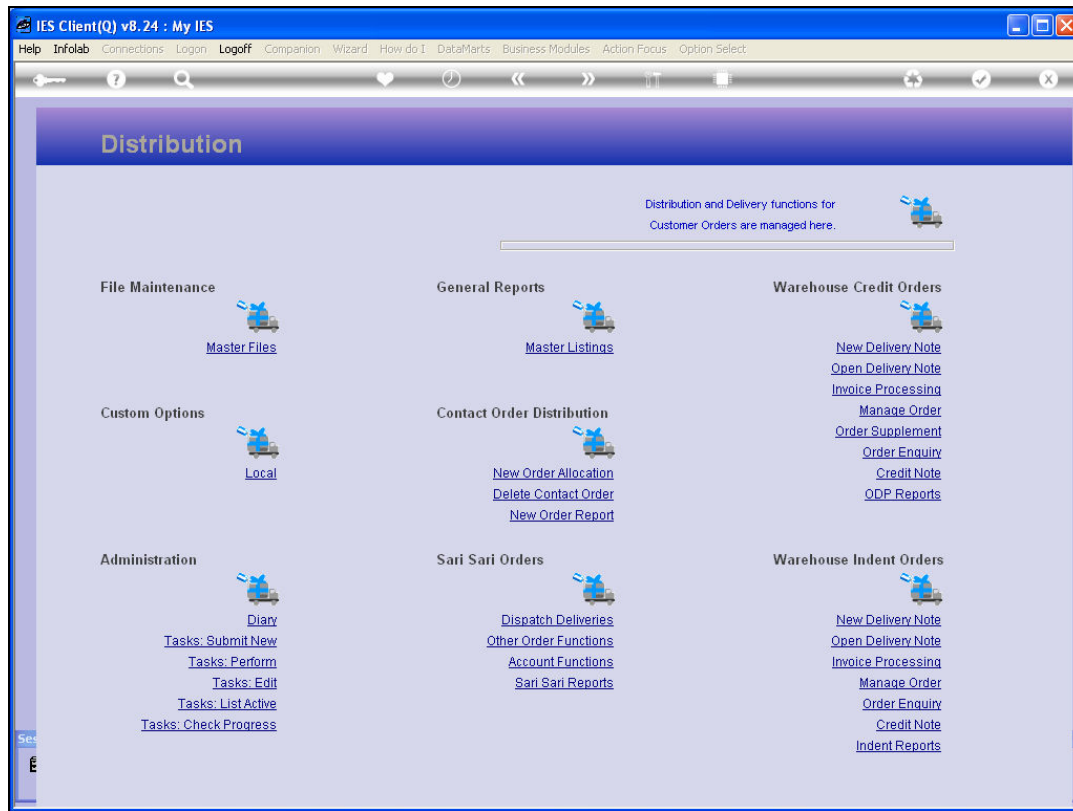 IES Client(Q) v8.24 : My IES
Help Infolab Connections Logon Logoff Companion Wizard How do I DataMarts Business Modules Action Focus Option Select
Distribution
Distribution and Delivery functions for
Customer Orders are managed here.
File Maintenance
Master Files
General Reports
Master Listings
Warehouse Credit Orders
New Delivery Note
Open Delivery Note
Invoice Processing
Manage Order
Order Supplement
Order Enquiry
Credit Note
ODP Reports
Custom Options
Local
Contact Order Distribution
New Order Allocation
Delete Contact Order
New Order Report
Administration
Diary
Tasks: Submit New
Tasks: Perform
Tasks: Edit
Tasks: List Active
Tasks: Check Progress
Sari Sari Orders
Dispatch Deliveries
Other Order Functions
Account Functions
Sari Sari Reports
Warehouse Indent Orders
New Delivery Note
Open Delivery Note
Invoice Processing
Manage Order
Order Enquiry
Credit Note
Indent Reports